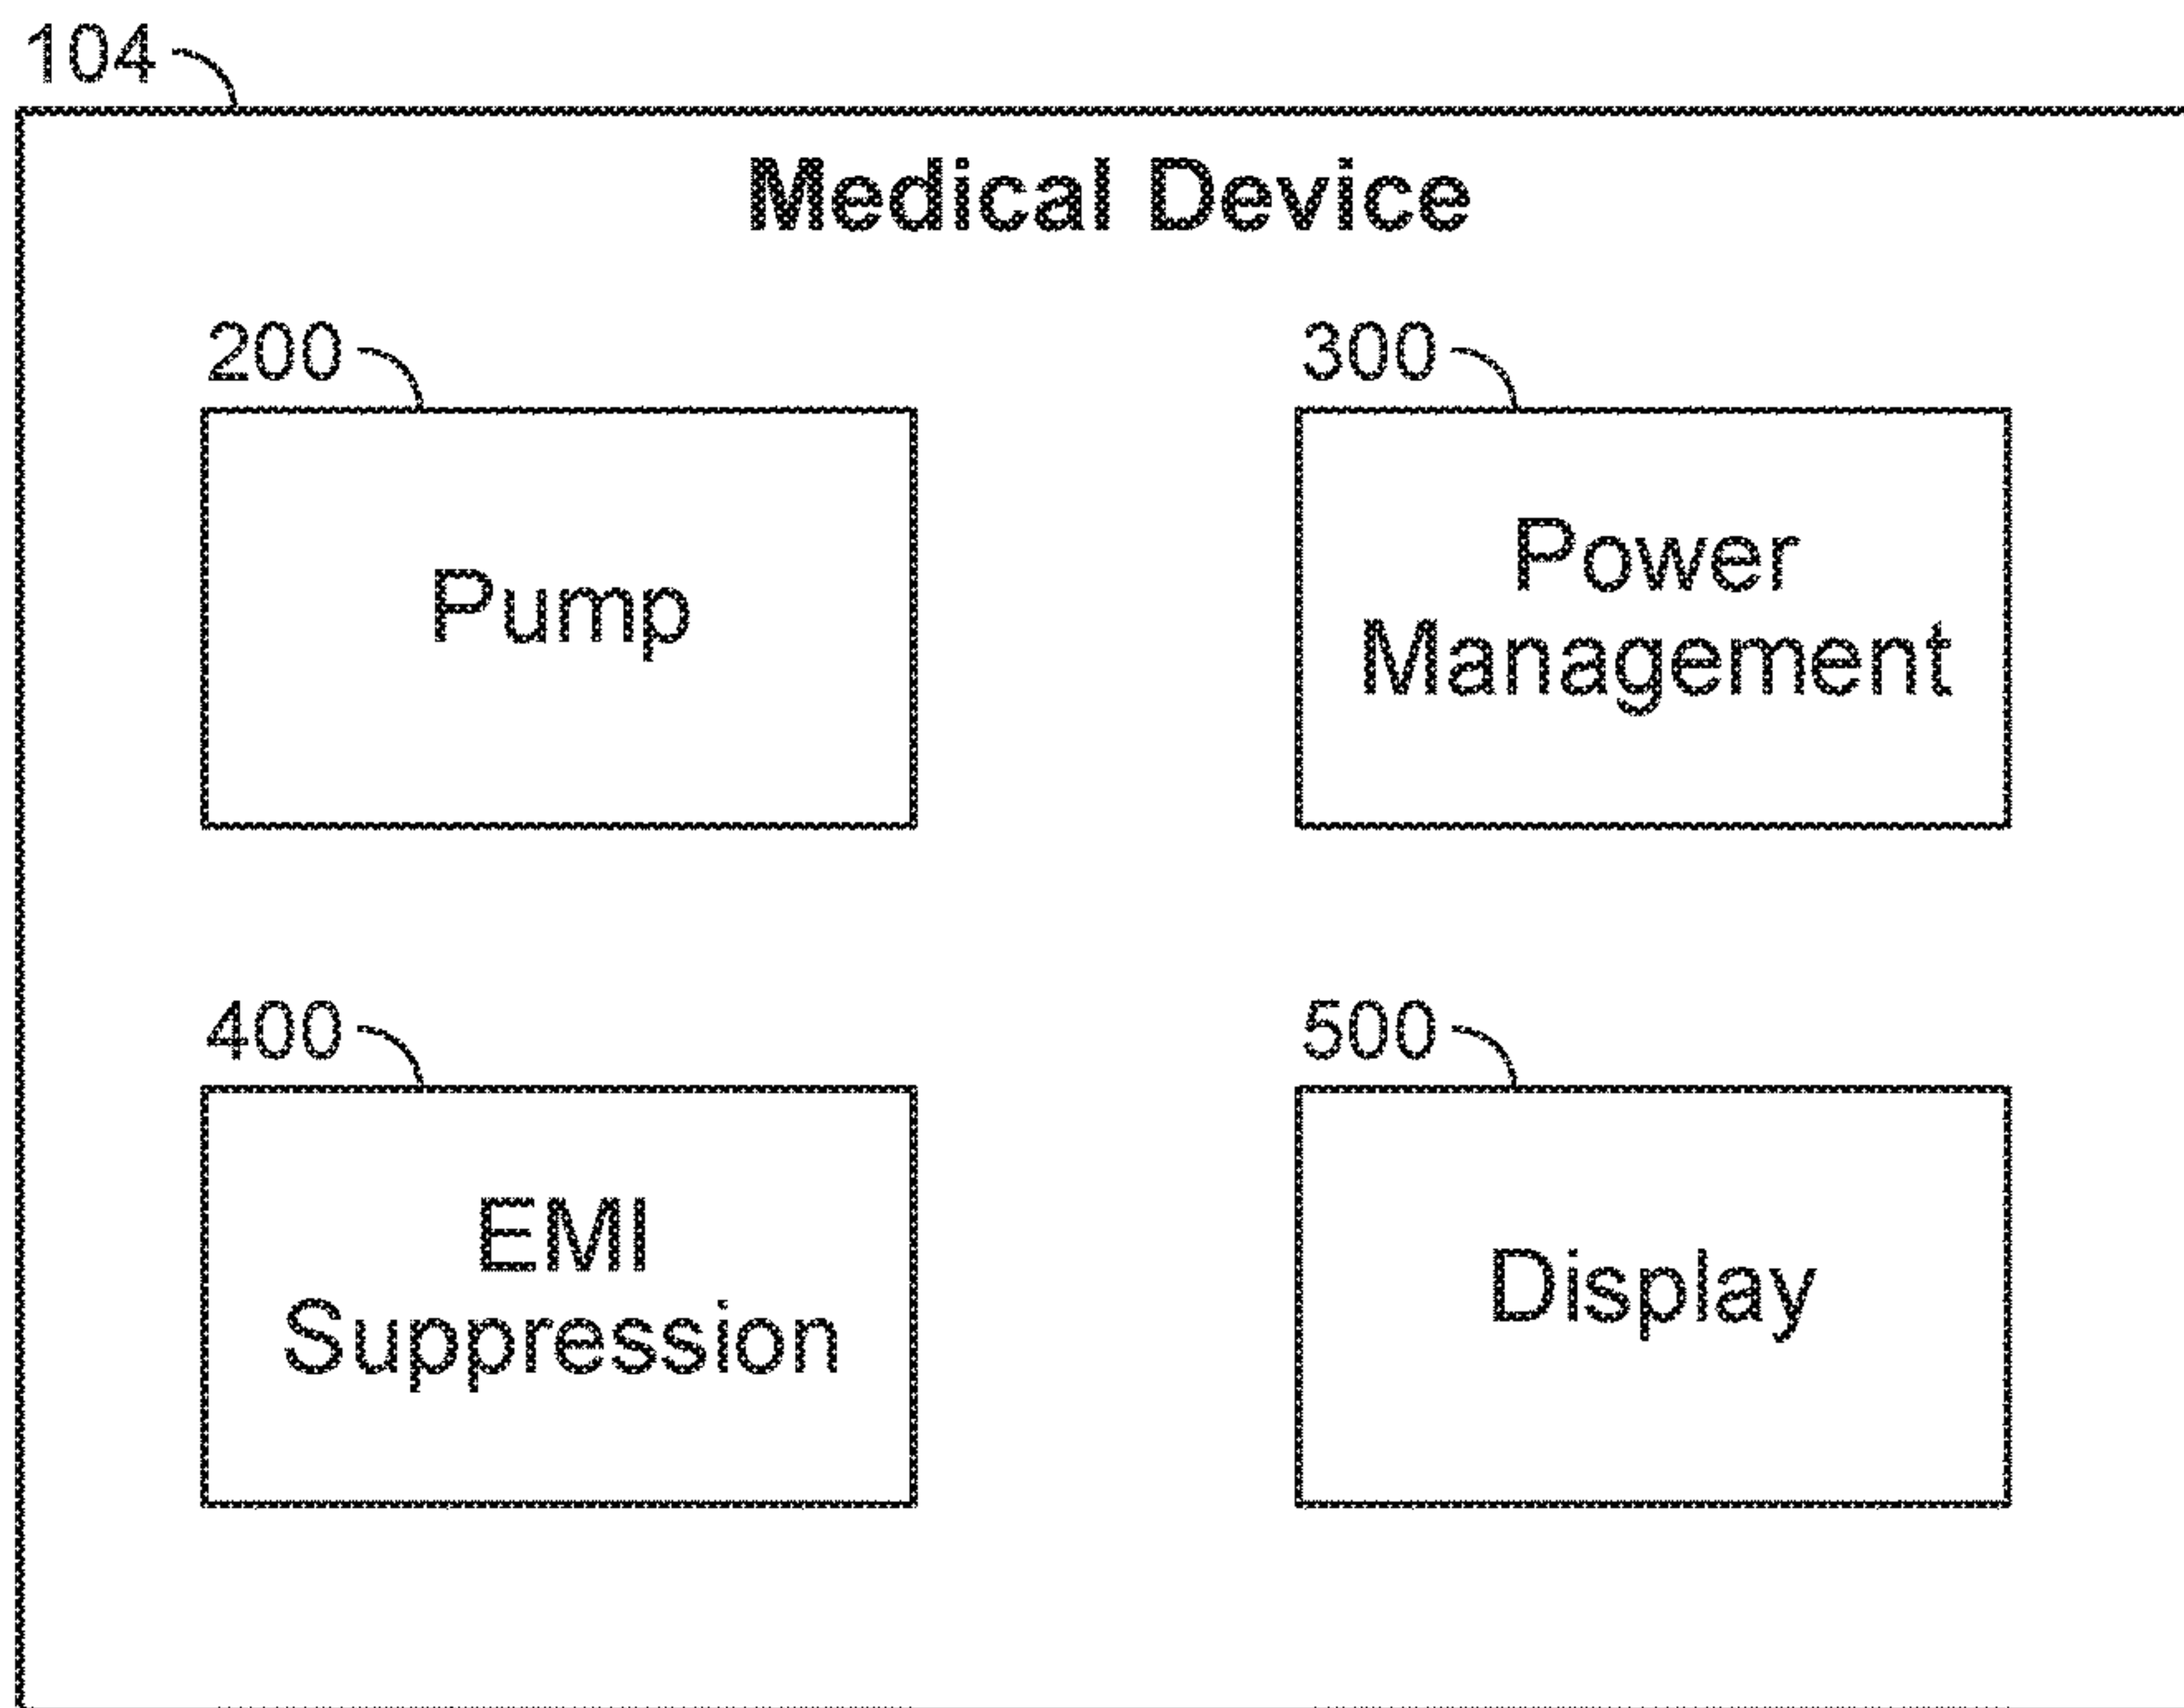 104
Medical Device
200
300
Pump
Power
Management
400
500
EMI
Suppression
Display